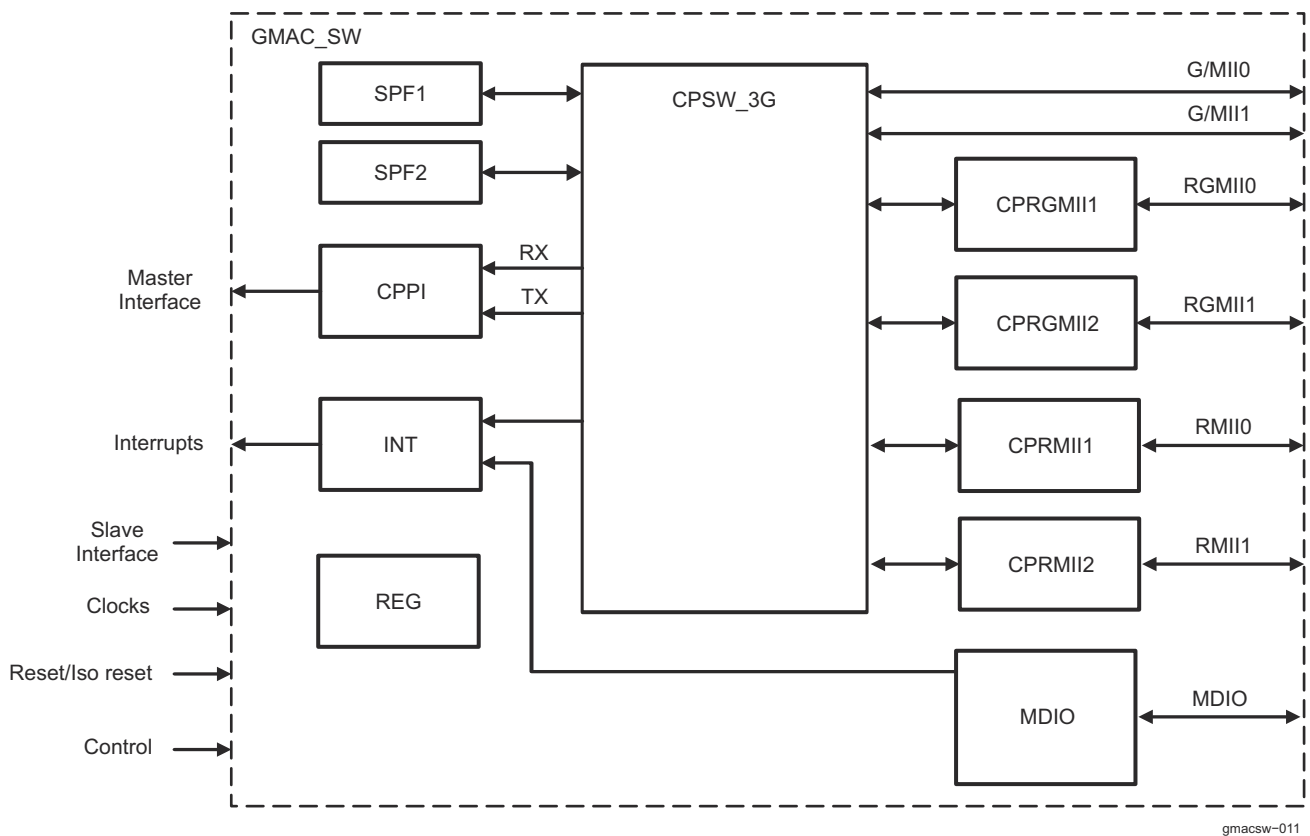 GMAC_SW
SPF1
CPSW_3G
G/MII0
G/MII1
SPF2
CPRGMII1
RGMII0
Master
Interface
CPPI
RX
TX
CPRGMII2
RGMII1
Interrupts
INT
CPRMII1
RMII0
Slave
Interface
CPRMII2
RMII1
Clocks
REG
Reset/Iso reset
MDIO
MDIO
Control
gmacsw−011